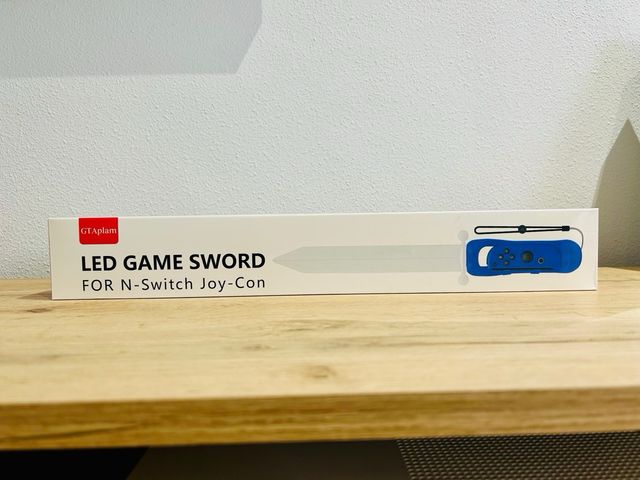 GTAplam
LED GAME SWORD
FOR N-Switch Joy-Con